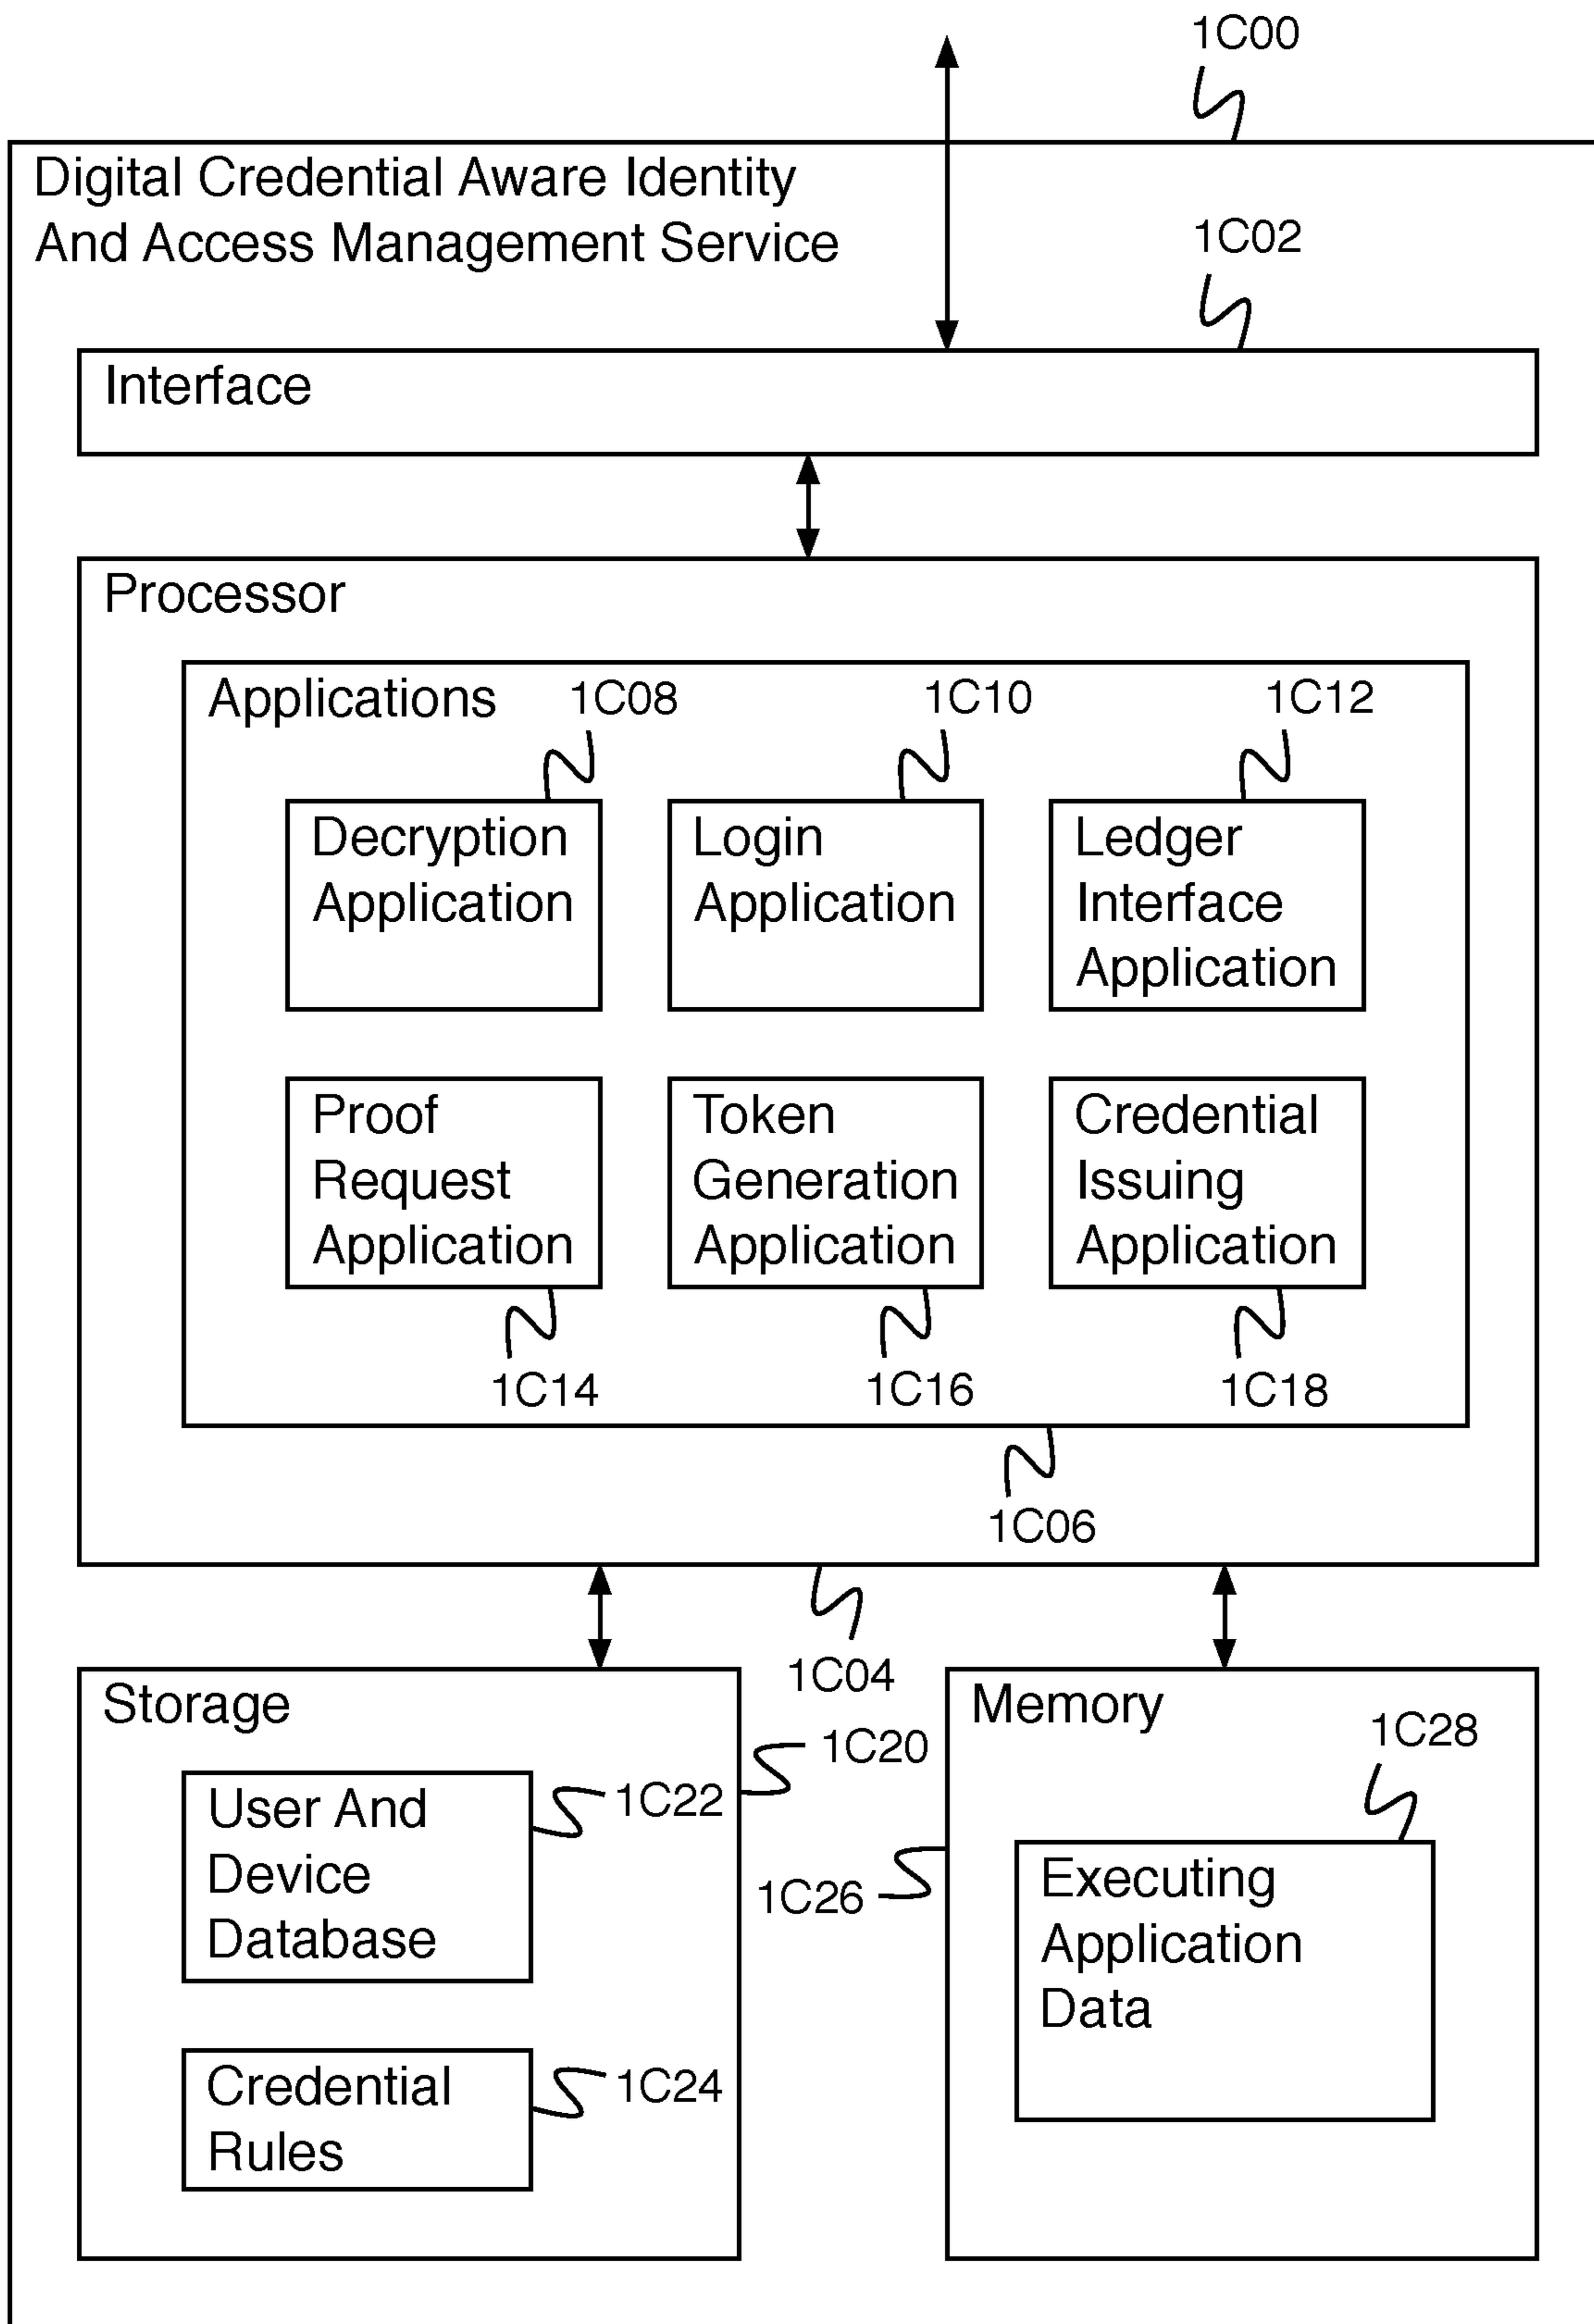 1C00
Digital Credential Aware Identity
And Access Management Service
1C02
Interface
Processor
Applications
1C08
1C10
1C12
Decryption
Application
Login
Application
Ledger
Interface
Application
Proof
Request
Application
Token
Generation
Application
Credential
Issuing
Application
1C14
1C16
1C18
1C06
1C04
Storage
1C20
User And
Device
Database
1C22
Credential
Rules
1C24
Memory
1C26
1C28
Executing
Application
Data